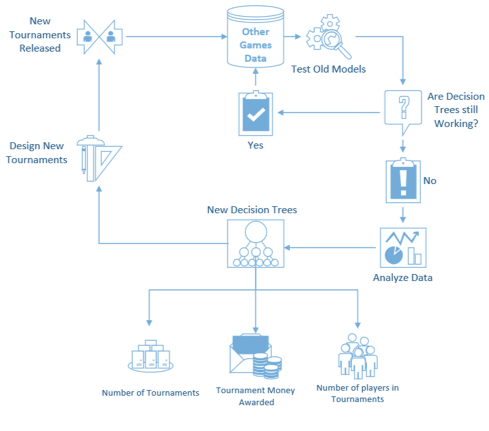 New
Tournaments
Released
Other
Games
Data
Test Old Models
Are Decision
Trees still
Working?
Yes
No
Design New
Tournaments
New Decision Trees
Analyze Data
Number of Tournaments
Tournament Money
Awarded
Number of players in
Tournaments